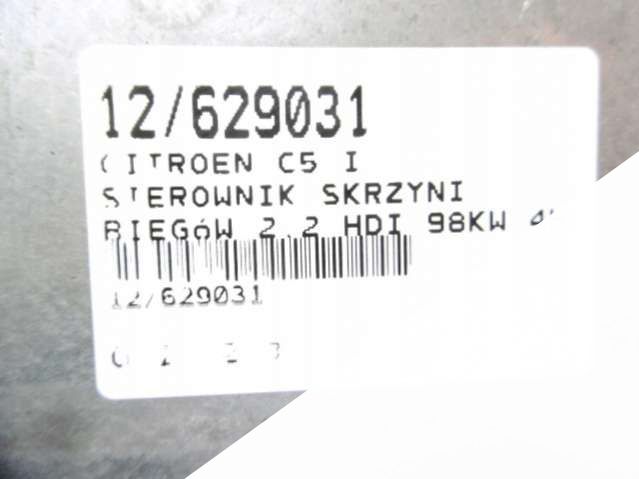 12/629031
CITROEN C5 I
STEROWNIK SKRZYNI
BIEGóW 2.2 HDI 98KW
12/629031